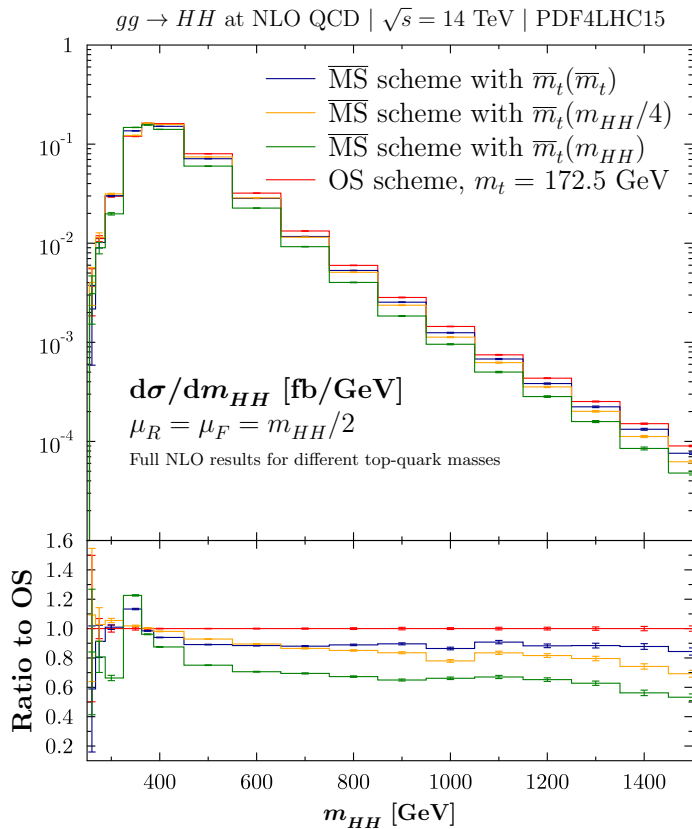 gg → HH at NLO QCD | √s = 14 TeV | PDF4LHC15
1
10⁻¹
10⁻²
10⁻³
10⁻⁴
M̅S̅ scheme with m̅ₜ(m̅ₜ)
M̅S̅ scheme with m̅ₜ(m_HH/4)
M̅S̅ scheme with m̅ₜ(m_HH)
OS scheme, mₜ = 172.5 GeV
dσ/dm_HH [fb/GeV]
μ_R = μ_F = m_HH/2
Full NLO results for different top-quark masses
Ratio to OS
1.6
1.4
1.2
1.0
0.8
0.6
0.4
0.2
400 600 800 1000 1200 1400
m_HH [GeV]